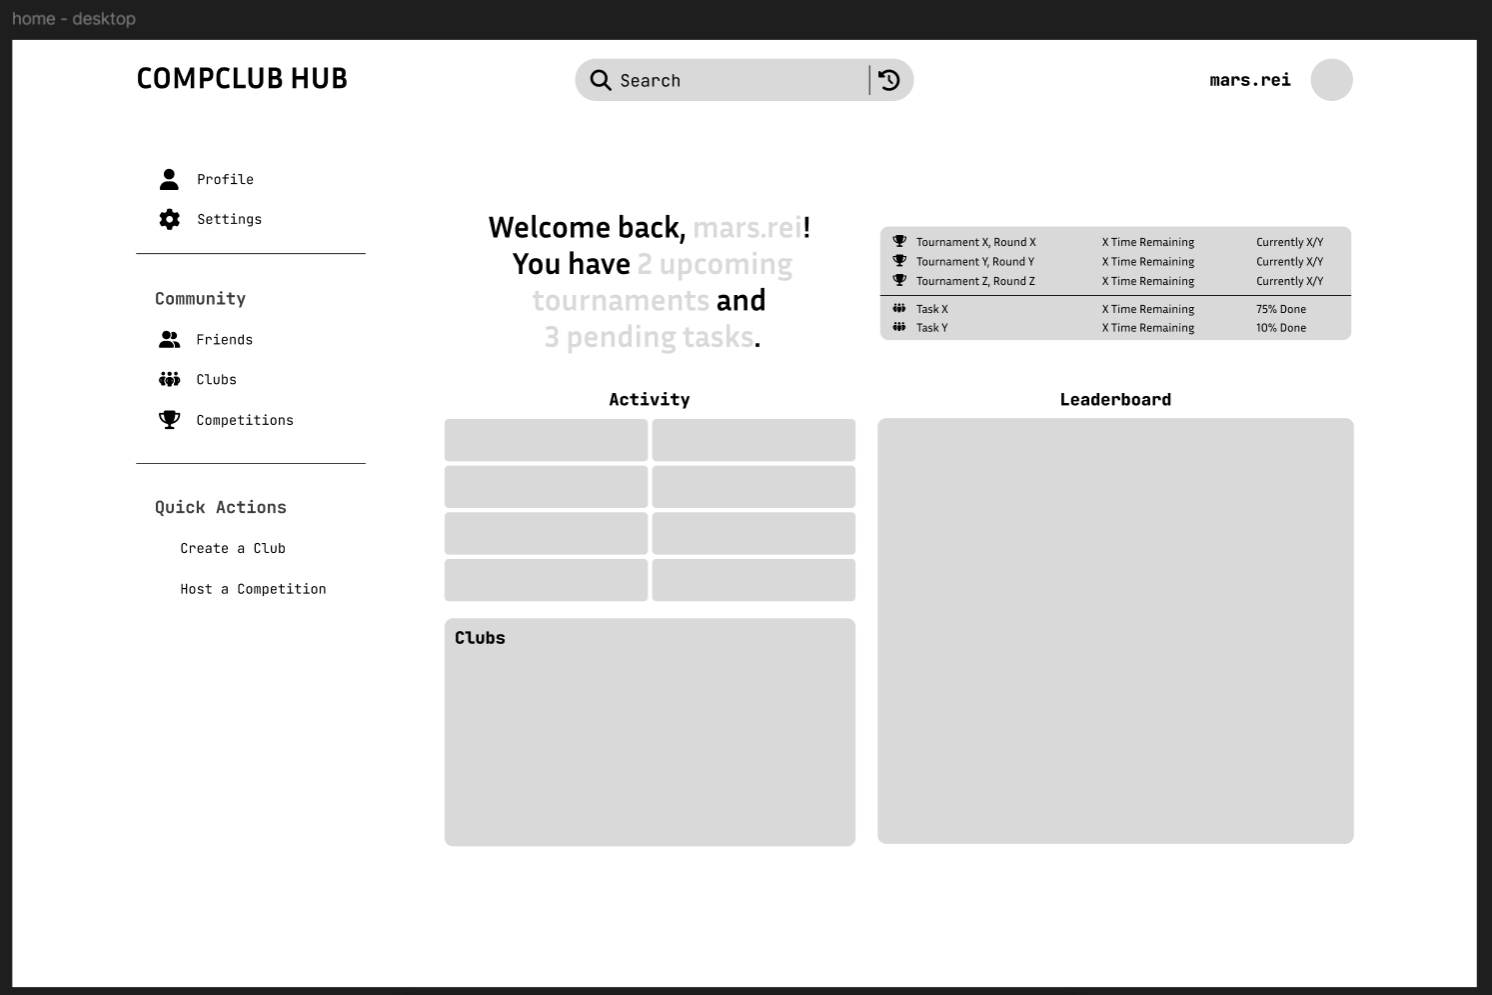 home - desktop
COMPCLUB HUB
Search
mars.rei
Profile
Settings
Community
Friends
Clubs
Competitions
Quick Actions
Create a Club
Host a Competition
Welcome back, mars.rei!
You have 2 upcoming
tournaments and
3 pending tasks.
Tournament X, Round X X Time Remaining Currently X/Y
Tournament Y, Round Y X Time Remaining Currently X/Y
Tournament Z, Round Z X Time Remaining Currently X/Y
Task X X Time Remaining 75% Done
Task Y X Time Remaining 10% Done
Activity
Clubs
Leaderboard